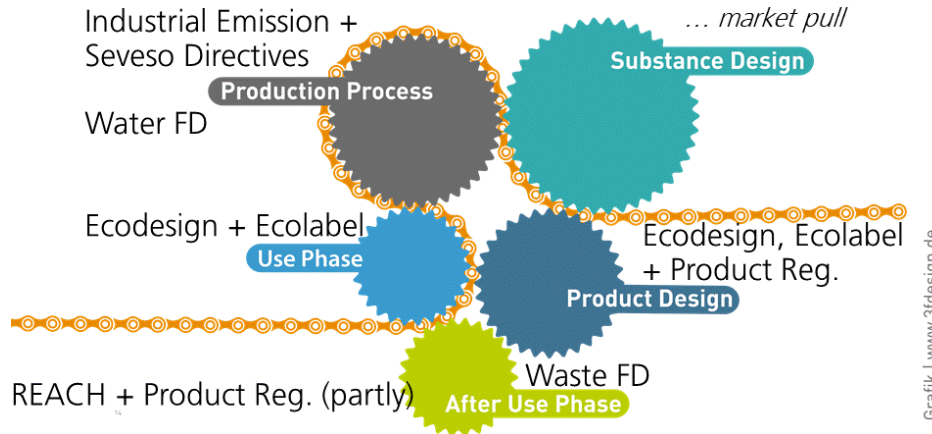 Industrial Emission +
Seveso Directives
... market pull
Substance Design
Production Process
Water FD
Ecodesign + Ecolabel
Use Phase
Ecodesign, Ecolabel
+ Product Reg.
Product Design
Waste FD
REACH + Product Reg. (partly)
After Use Phase
14
Grafik | www.3fdesign.de